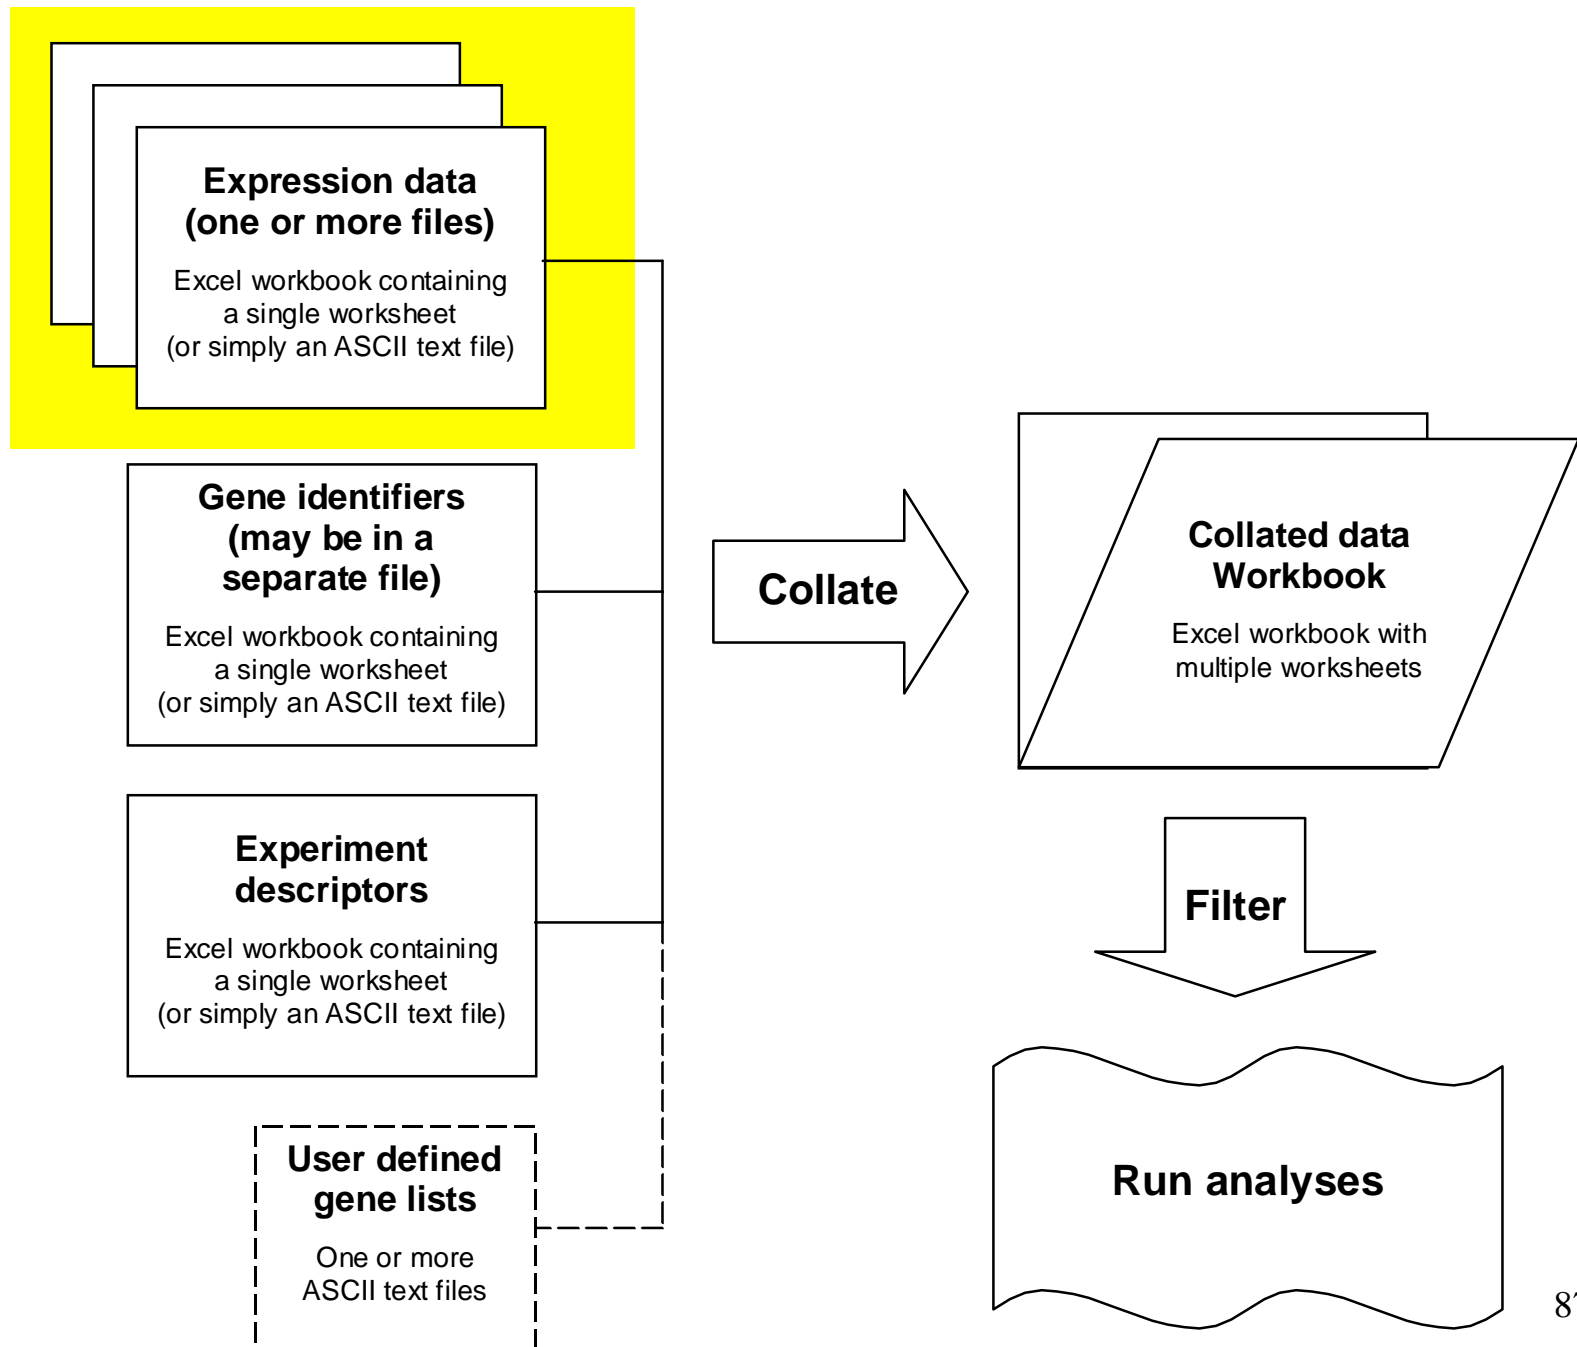 Expression data
(one or more files)
Excel workbook containing
a single worksheet
(or simply an ASCII text file)
Gene identifiers
(may be in a
separate file)
Excel workbook containing
a single worksheet
(or simply an ASCII text file)
Experiment
descriptors
Excel workbook containing
a single worksheet
(or simply an ASCII text file)
User defined
gene lists
One or more
ASCII text files
Collate
Collated data
Workbook
Excel workbook with
multiple worksheets
Filter
Run analyses